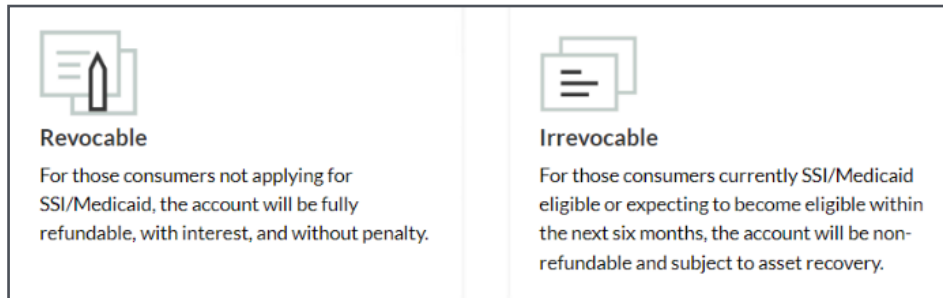 Revocable
For those consumers not applying for
SSI/Medicaid, the account will be fully
refundable, with interest, and without penalty.
Irrevocable
For those consumers currently SSI/Medicaid
eligible or expecting to become eligible within
the next six months, the account will be non-
refundable and subject to asset recovery.